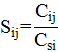 S_ij = C_ij / C_si